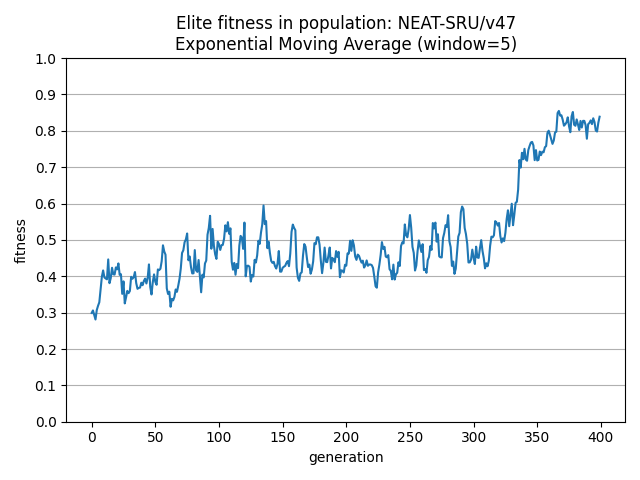 Elite fitness in population: NEAT-SRU/v47
Exponential Moving Average (window=5)
fitness
1.0
0.9
0.8
0.7
0.6
0.5
0.4
0.3
0.2
0.1
0.0
0 50 100 150 200 250 300 350 400
generation